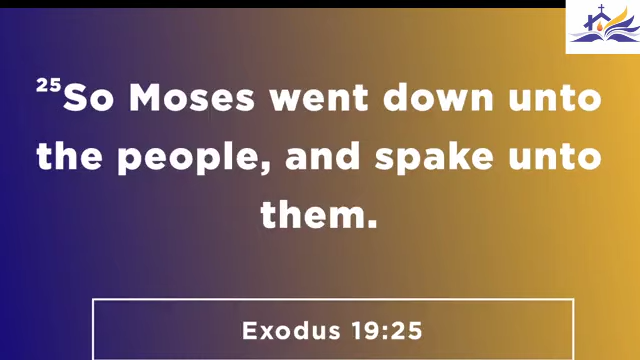 ²⁵So Moses went down unto
the people, and spake unto
them.
Exodus 19:25